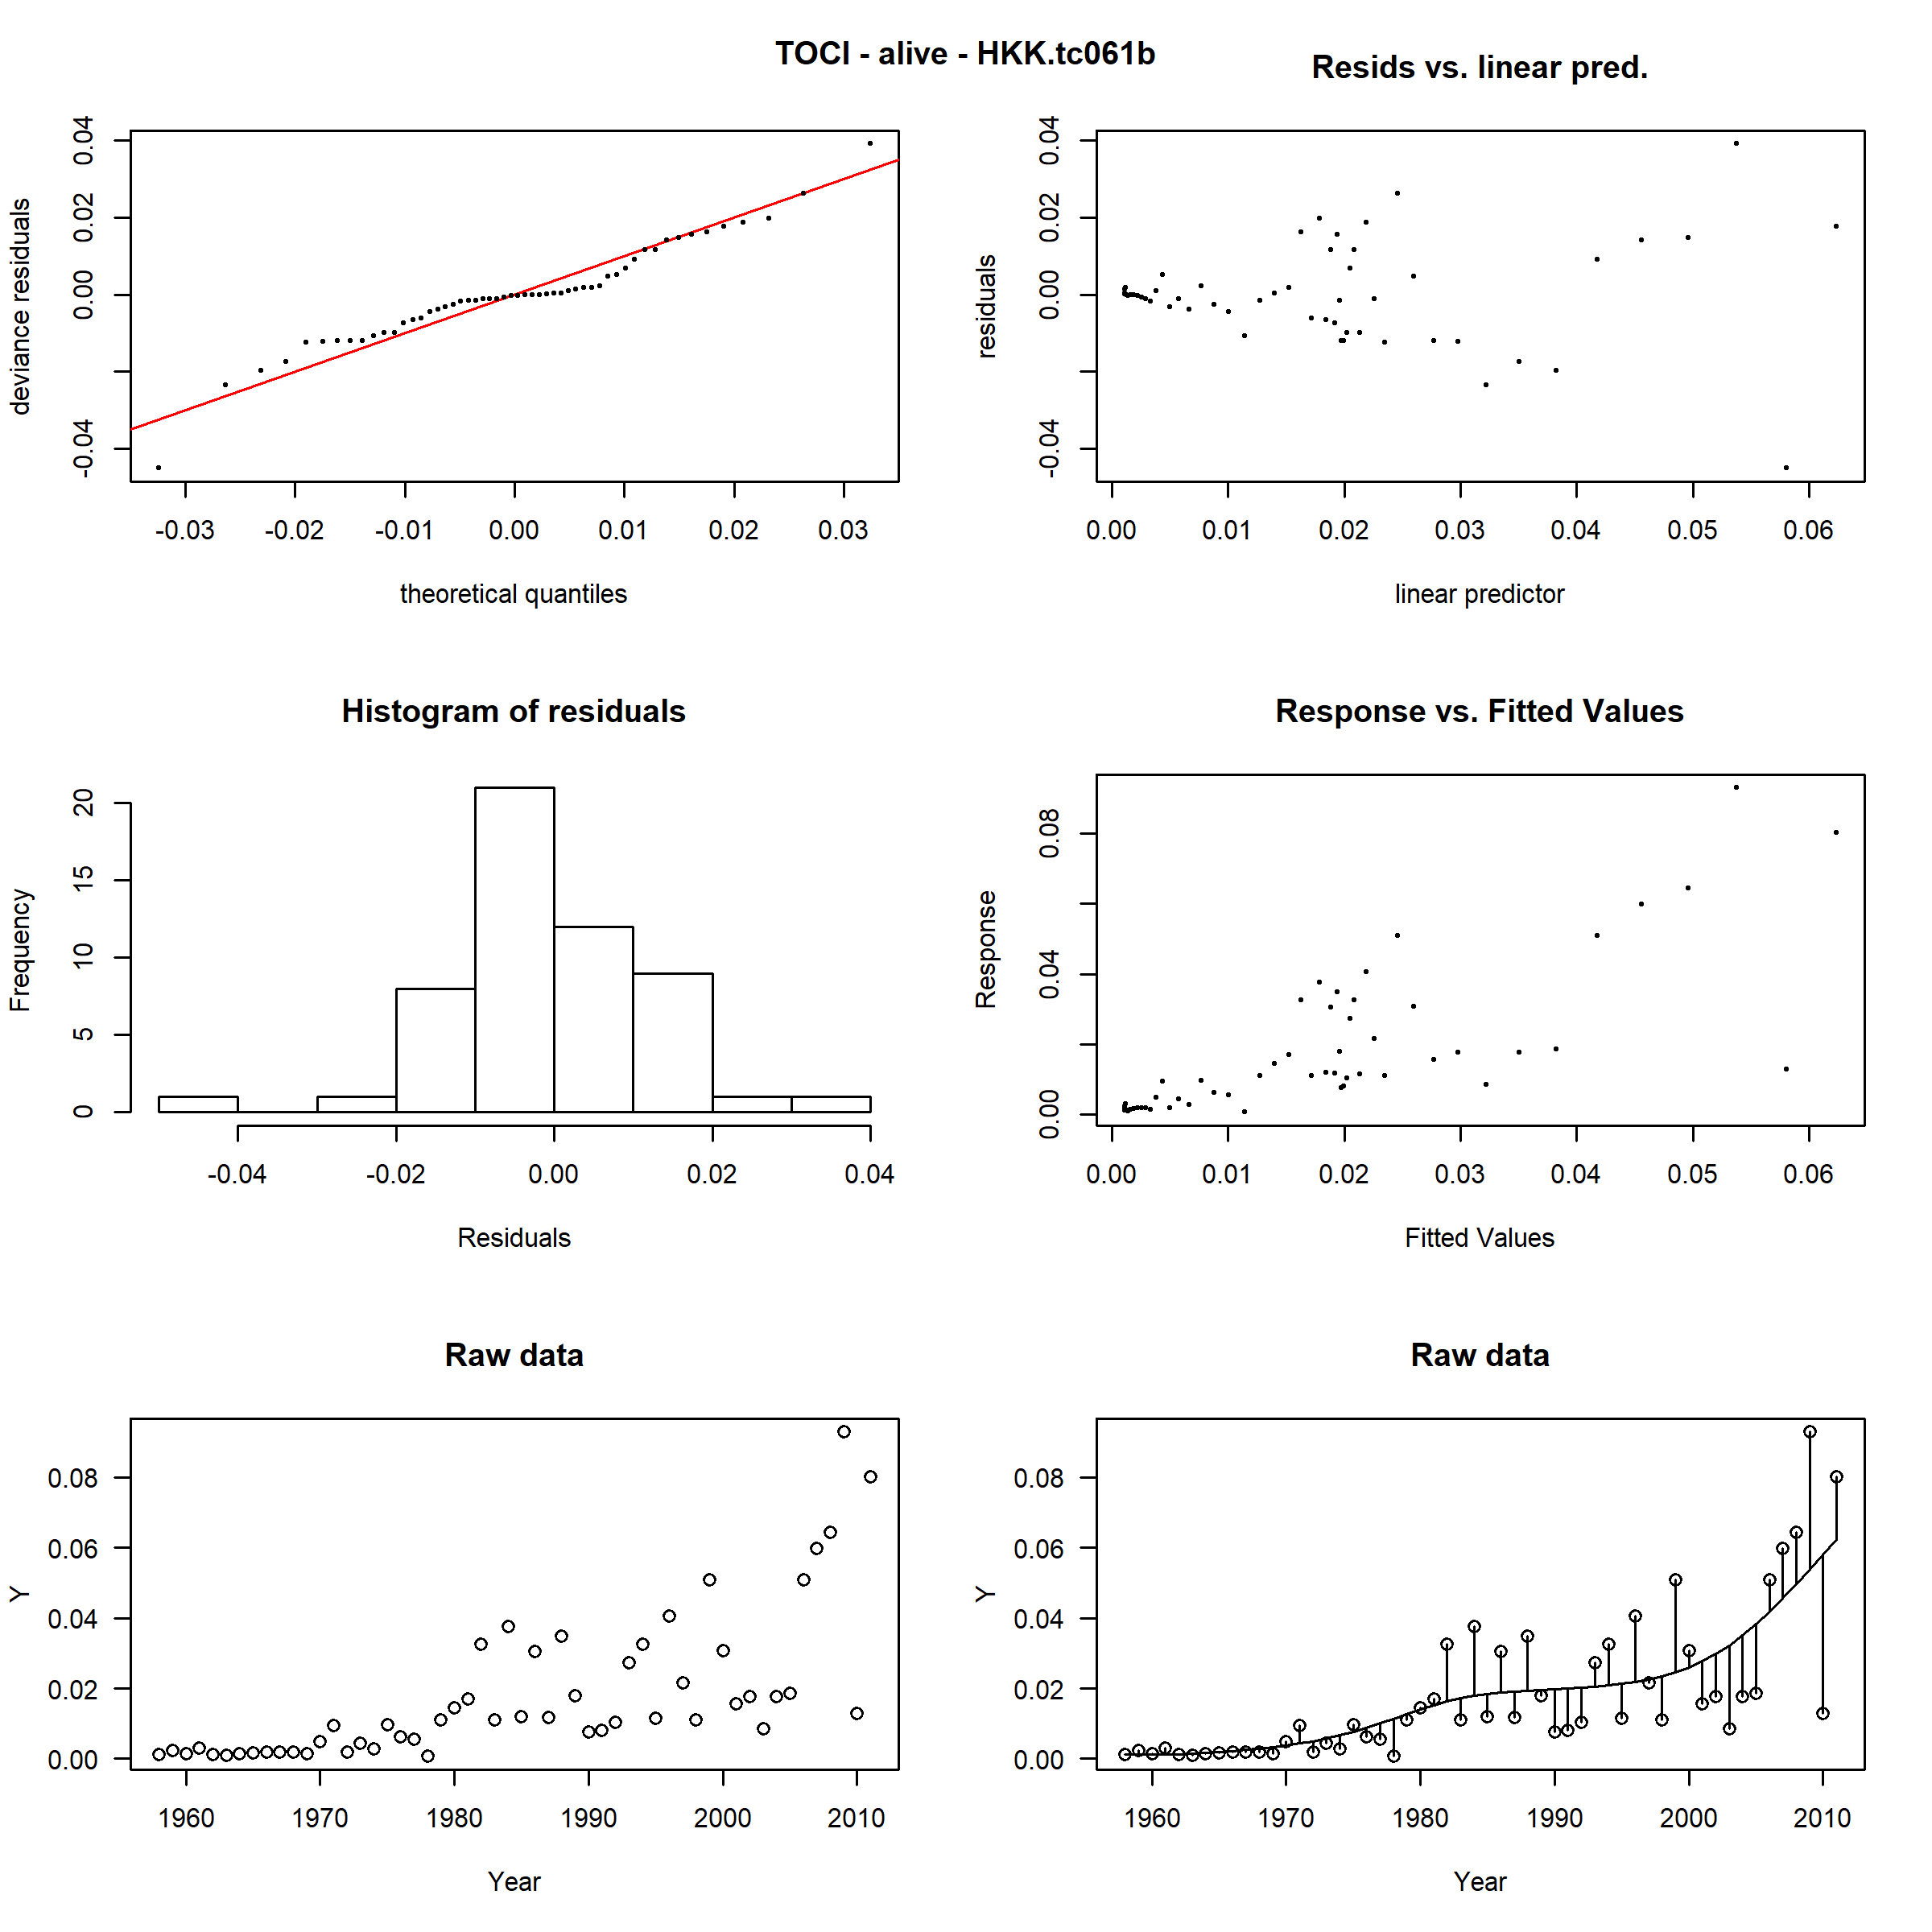 TOCI - alive - HKK.tc061b
deviance residuals
-0.04 0.00 0.02 0.04
-0.03 -0.02 -0.01 0.00 0.01 0.02 0.03
theoretical quantiles
Resids vs. linear pred.
residuals
-0.04 0.00 0.02 0.04
0.00 0.01 0.02 0.03 0.04 0.05 0.06
linear predictor
Histogram of residuals
Frequency
0 5 10 15 20
-0.04 -0.02 0.00 0.02 0.04
Residuals
Response vs. Fitted Values
Response
0.00 0.04 0.08
0.00 0.01 0.02 0.03 0.04 0.05 0.06
Fitted Values
Raw data
Y
0.08
0.06
0.04
0.02
0.00
1960 1970 1980 1990 2000 2010
Year
Raw data
Y
0.08
0.06
0.04
0.02
0.00
1960 1970 1980 1990 2000 2010
Year